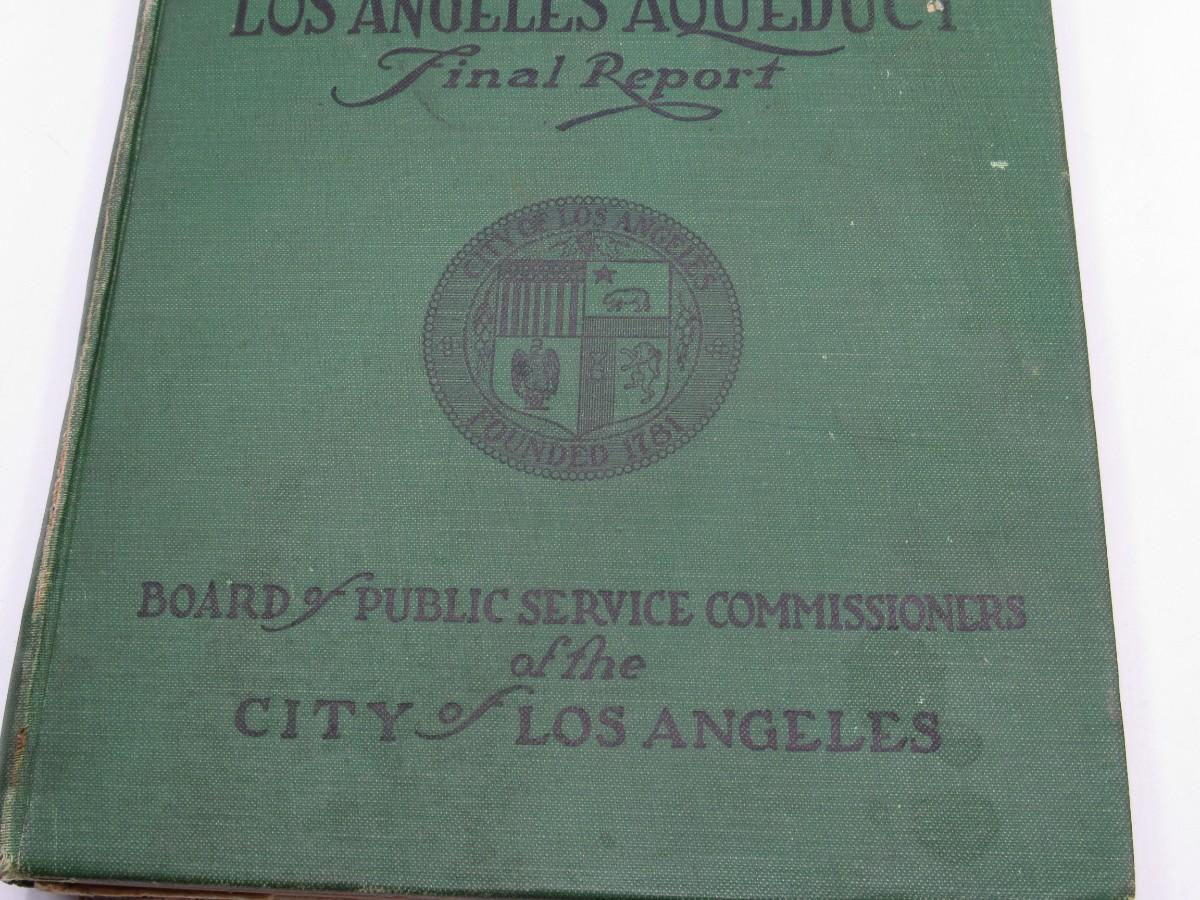 LOS ANGELES AQUEDUCT
Final Report
CITY OF LOS ANGELES
FOUNDED 1781
BOARD of PUBLIC SERVICE COMMISSIONERS
of the
CITY of LOS ANGELES